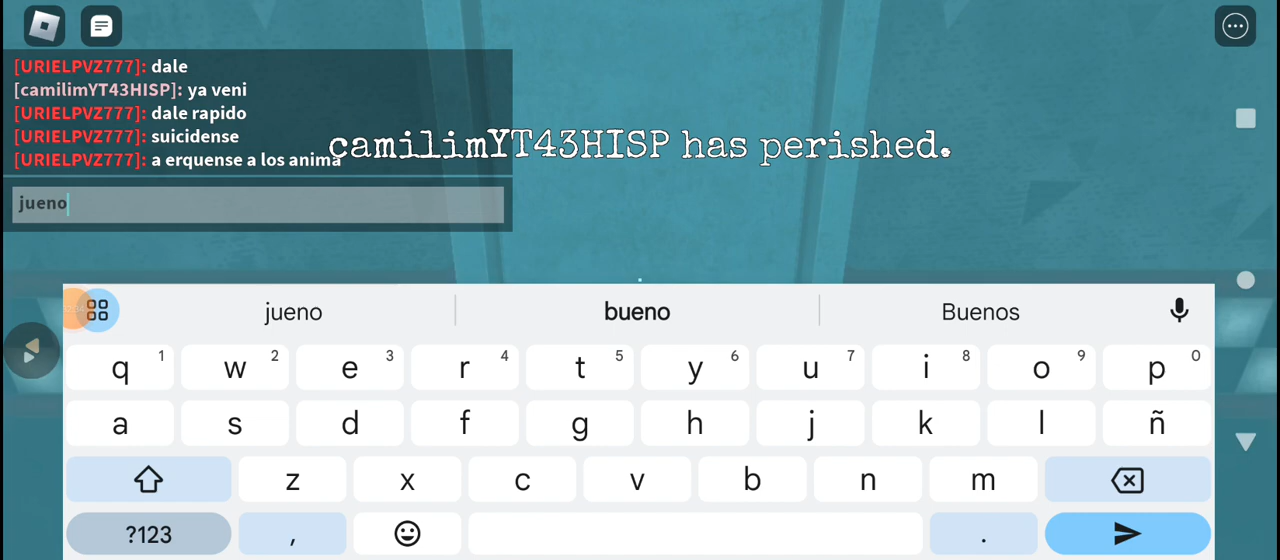 [URIELPVZ777]: dale
[camilimYT43HISP]: ya veni
[URIELPVZ777]: dale rapido
[URIELPVZ777]: suicidense
[URIELPVZ777]: a erquense a los anima
camilimYT43HISP has perished.
jueno
jueno bueno Buenos
q 1 w 2 e 3 r 4 t 5 y 6 u 7 i 8 o 9 p 0
a s d f g h j k l ñ
z x c v b n m
?123 , .